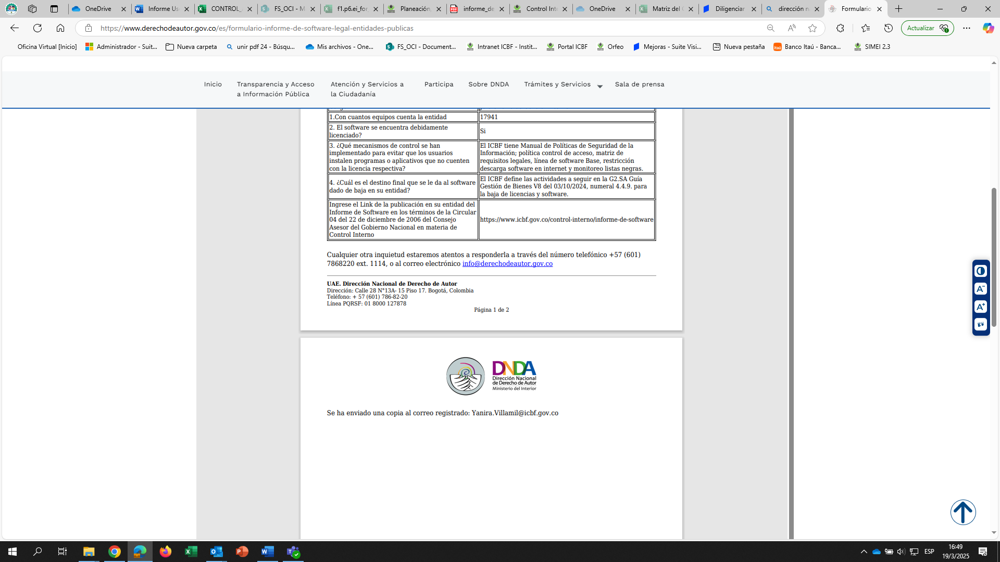 OneDrive
Informe Us
CONTROL_
FS_OCI - M
f1.p6.ei_for
Planeación,
informe_de
Control Int
OneDrive
Matriz del C
Diligenciar
dirección n
Formulario
https://www.derechodeautor.gov.co/es/formulario-informe-de-software-legal-entidades-publicas
Actualizar
Oficina Virtual [Inicio]
Administrador - Suit...
Nueva carpeta
unir pdf 24 - Búsqu...
Mis archivos - One...
FS_OCI - Document...
Intranet ICBF - Instit...
Portal ICBF
Orfeo
Mejoras - Suite Visi...
Nueva pestaña
Banco Itaú - Banca...
SIMEI 2.3
Inicio
Transparencia y Acceso
a Información Pública
Atención y Servicios a
la Ciudadanía
Participa
Sobre DNDA
Trámites y Servicios
Sala de prensa
1.Con cuantos equipos cuenta la entidad
17941
2. El software se encuentra debidamente
licenciado?
Si
3. ¿Qué mecanismos de control se han
implementado para evitar que los usuarios
instalen programas o aplicativos que no cuenten
con la licencia respectiva?
El ICBF tiene Manual de Políticas de Seguridad de la
Información; política control de acceso, matriz de
requisitos legales, línea de software Base, restricción
descarga software en internet y monitoreo listas negras.
4. ¿Cuál es el destino final que se le da al software
dado de baja en su entidad?
El ICBF define las actividades a seguir en la G2.SA Guía
Gestión de Bienes V8 del 03/10/2024, numeral 4.4.9. para
la baja de licencias y software.
Ingrese el Link de la publicación en su entidad del
Informe de Software en los términos de la Circular
04 del 22 de diciembre de 2006 del Consejo
Asesor del Gobierno Nacional en materia de
Control Interno
https://www.icbf.gov.co/control-interno/informe-de-software
Cualquier otra inquietud estaremos atentos a responderla a través del número telefónico +57 (601)
7868220 ext. 1114, o al correo electrónico info@derechodeautor.gov.co
UAE. Dirección Nacional de Derecho de Autor
Dirección: Calle 28 N°13A- 15 Piso 17. Bogotá, Colombia
Teléfono: + 57 (601) 786-82-20
Línea PQRSF: 01 8000 127878
Página 1 de 2
DNDA
Dirección Nacional
de Derecho de Autor
Ministerio del Interior
Se ha enviado una copia al correo registrado: Yanira.Villamil@icbf.gov.co
A-
A+
ESP
16:49
19/3/2025